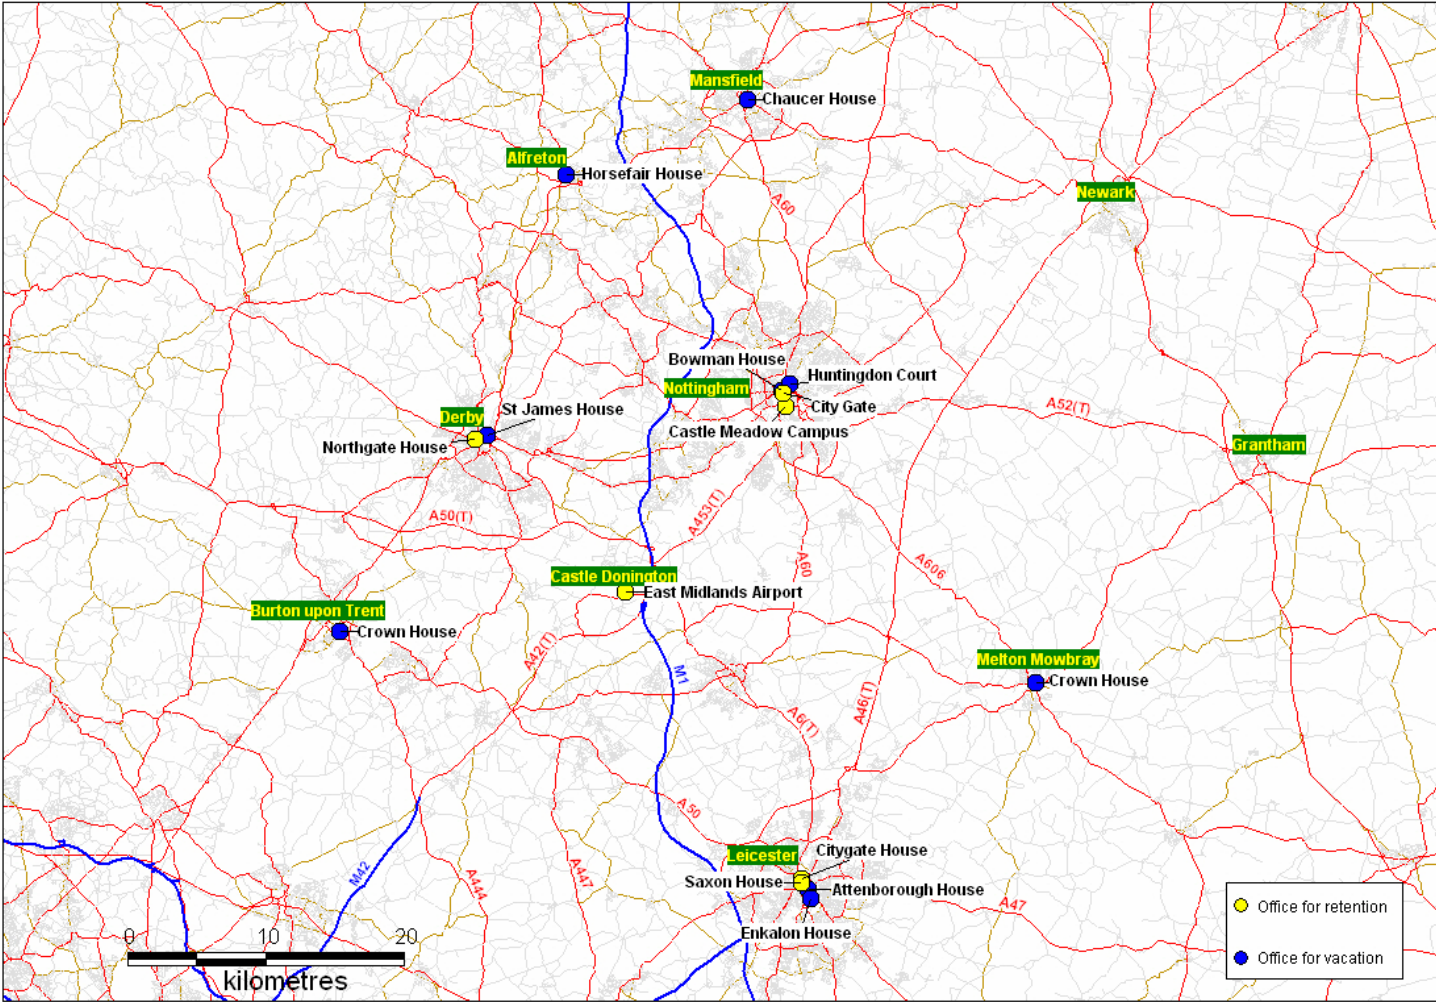 Mansfield
Chaucer House
Alfreton
Horsefair House
Newark
A60
Bowman House
Huntingdon Court
Nottingham
City Gate
A52(T)
St James House
Derby
Castle Meadow Campus
Northgate House
Grantham
A453(T)
A50(T)
A60
A606
Castle Donington
East Midlands Airport
Burton upon Trent
Crown House
A42(T)
Melton Mowbray
M1
Crown House
A46(T)
A6(T)
A50
Citygate House
Leicester
M42
A444
A447
Saxon House
Attenborough House
A47
Office for retention
Enkalon House
0 10 20
Office for vacation
kilometres